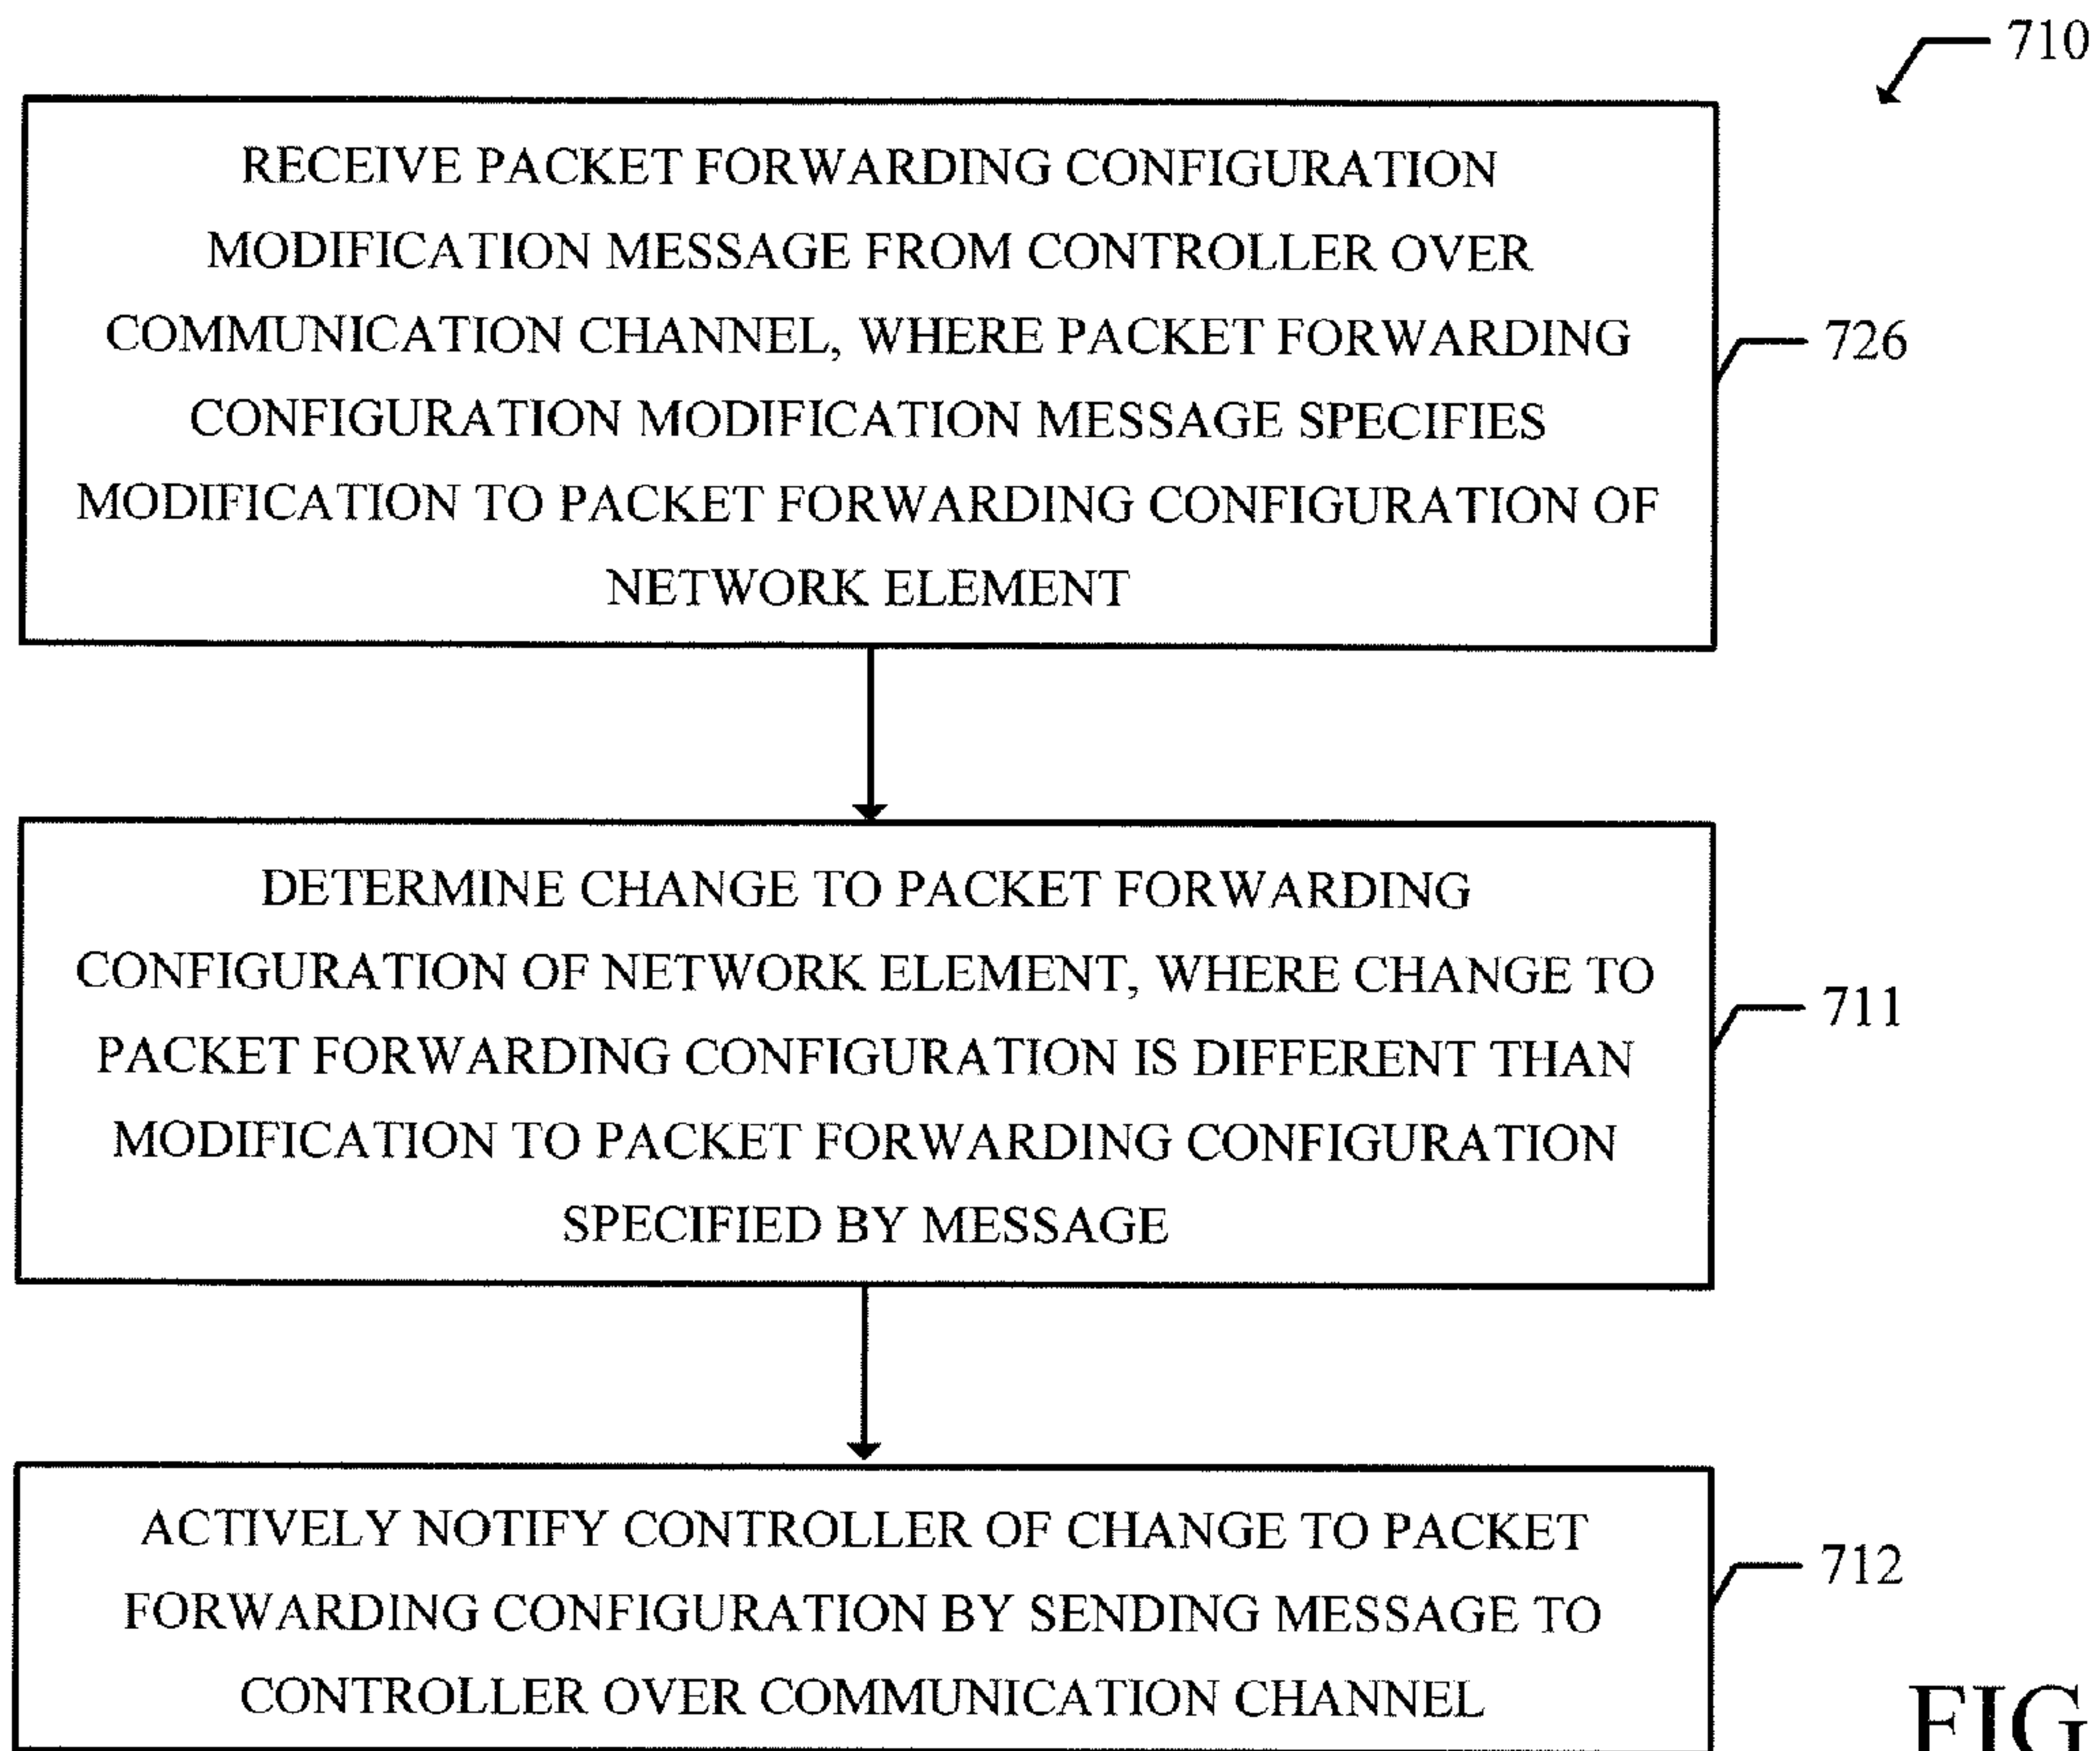 710
RECEIVE PACKET FORWARDING CONFIGURATION
MODIFICATION MESSAGE FROM CONTROLLER OVER
COMMUNICATION CHANNEL, WHERE PACKET FORWARDING
CONFIGURATION MODIFICATION MESSAGE SPECIFIES
MODIFICATION TO PACKET FORWARDING CONFIGURATION OF
NETWORK ELEMENT
726
DETERMINE CHANGE TO PACKET FORWARDING
CONFIGURATION OF NETWORK ELEMENT, WHERE CHANGE TO
PACKET FORWARDING CONFIGURATION IS DIFFERENT THAN
MODIFICATION TO PACKET FORWARDING CONFIGURATION
SPECIFIED BY MESSAGE
711
ACTIVELY NOTIFY CONTROLLER OF CHANGE TO PACKET
FORWARDING CONFIGURATION BY SENDING MESSAGE TO
CONTROLLER OVER COMMUNICATION CHANNEL
712
FIG